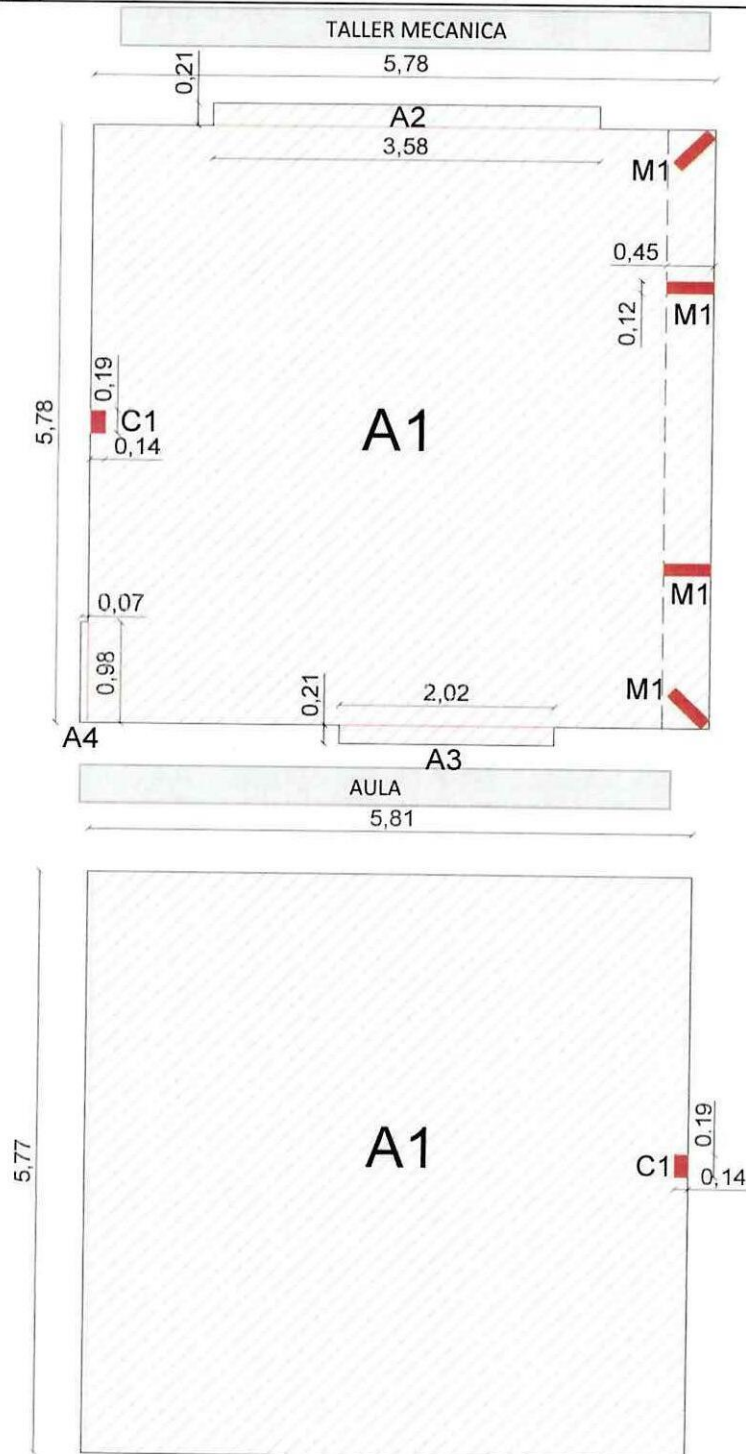 TALLER MECANICA
5,78
0,21
A2
3,58
M1
0,45
M1
0,12
0,19
C1
0,14
A1
5,78
M1
0,07
0,98
M1
0,21
2,02
A4
A3
AULA
5,81
A1
5,77
0.19
C1
0,14